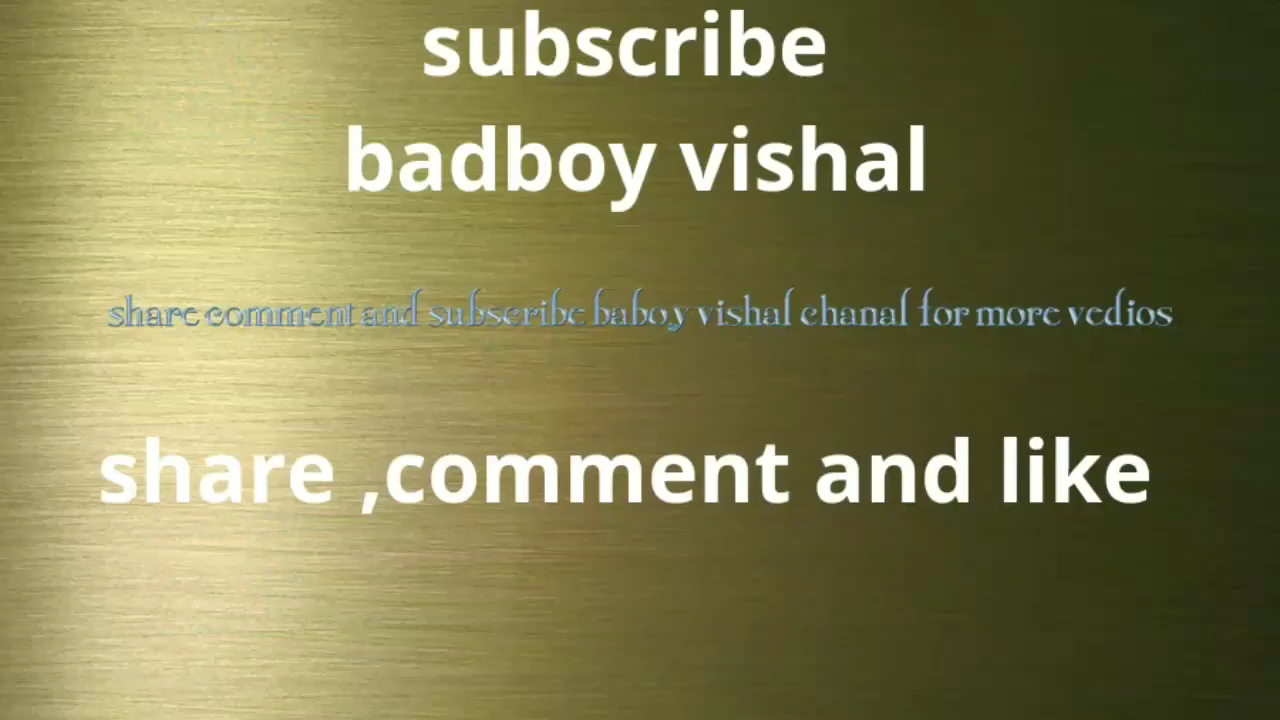 subscribe
badboy vishal
share comment and subscribe baboy vishal chanal for more vedios
share ,comment and like